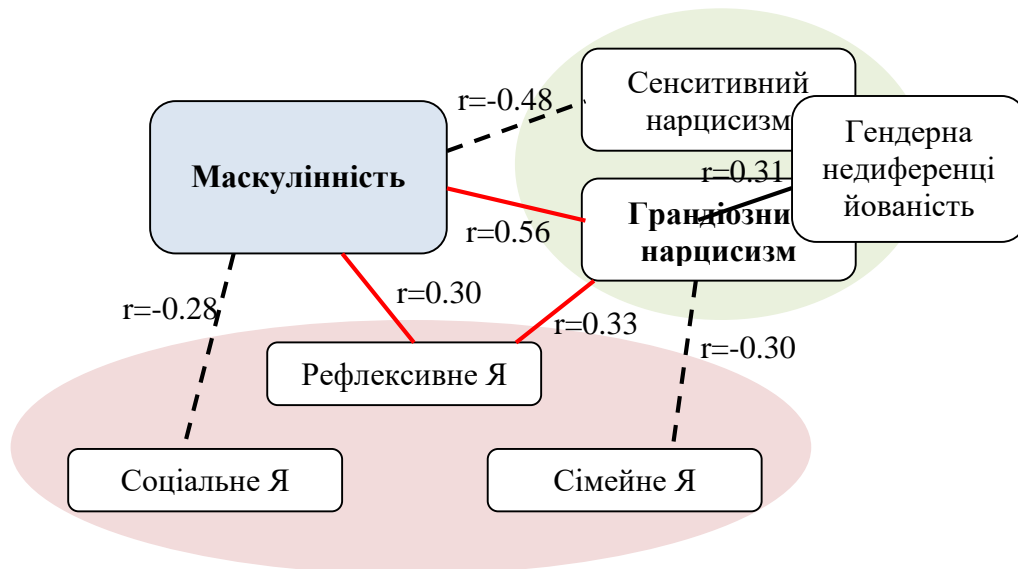 Сенситивний
нарцисизм
r=-0.48
Гендерна
недиференці
йованість
Маскулінність
r=0.31
Грандіозни
нарцисизм
r=0.56
r=-0.28
r=0.30
r=0.33
r=-0.30
Рефлексивне Я
Соціальне Я
Сімейне Я